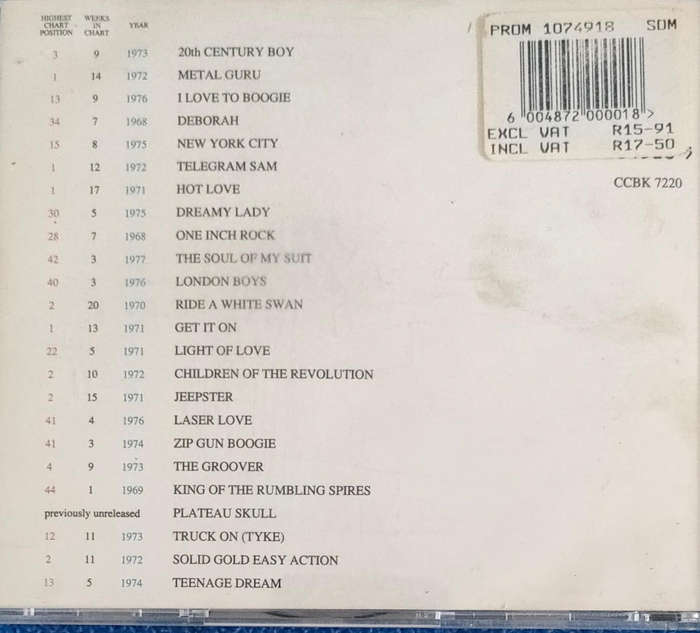 HIGHEST CHART POSITION WEEKS IN CHART YEAR
3 9 1973 20th CENTURY BOY
1 14 1972 METAL GURU
13 9 1976 I LOVE TO BOOGIE
34 7 1968 DEBORAH
15 8 1975 NEW YORK CITY
1 12 1972 TELEGRAM SAM
1 17 1971 HOT LOVE
30 5 1975 DREAMY LADY
28 7 1968 ONE INCH ROCK
42 3 1977 THE SOUL OF MY SUIT
40 3 1976 LONDON BOYS
2 20 1970 RIDE A WHITE SWAN
1 13 1971 GET IT ON
22 5 1971 LIGHT OF LOVE
2 10 1972 CHILDREN OF THE REVOLUTION
2 15 1971 JEEPSTER
41 4 1976 LASER LOVE
41 3 1974 ZIP GUN BOOGIE
4 9 1973 THE GROOVER
44 1 1969 KING OF THE RUMBLING SPIRES
previously unreleased PLATEAU SKULL
12 11 1973 TRUCK ON (TYKE)
2 11 1972 SOLID GOLD EASY ACTION
13 5 1974 TEENAGE DREAM
PROM 1074918 SDM
6 004872 000018 >
EXCL VAT R15-91
INCL VAT R17-50
CCBK 7220